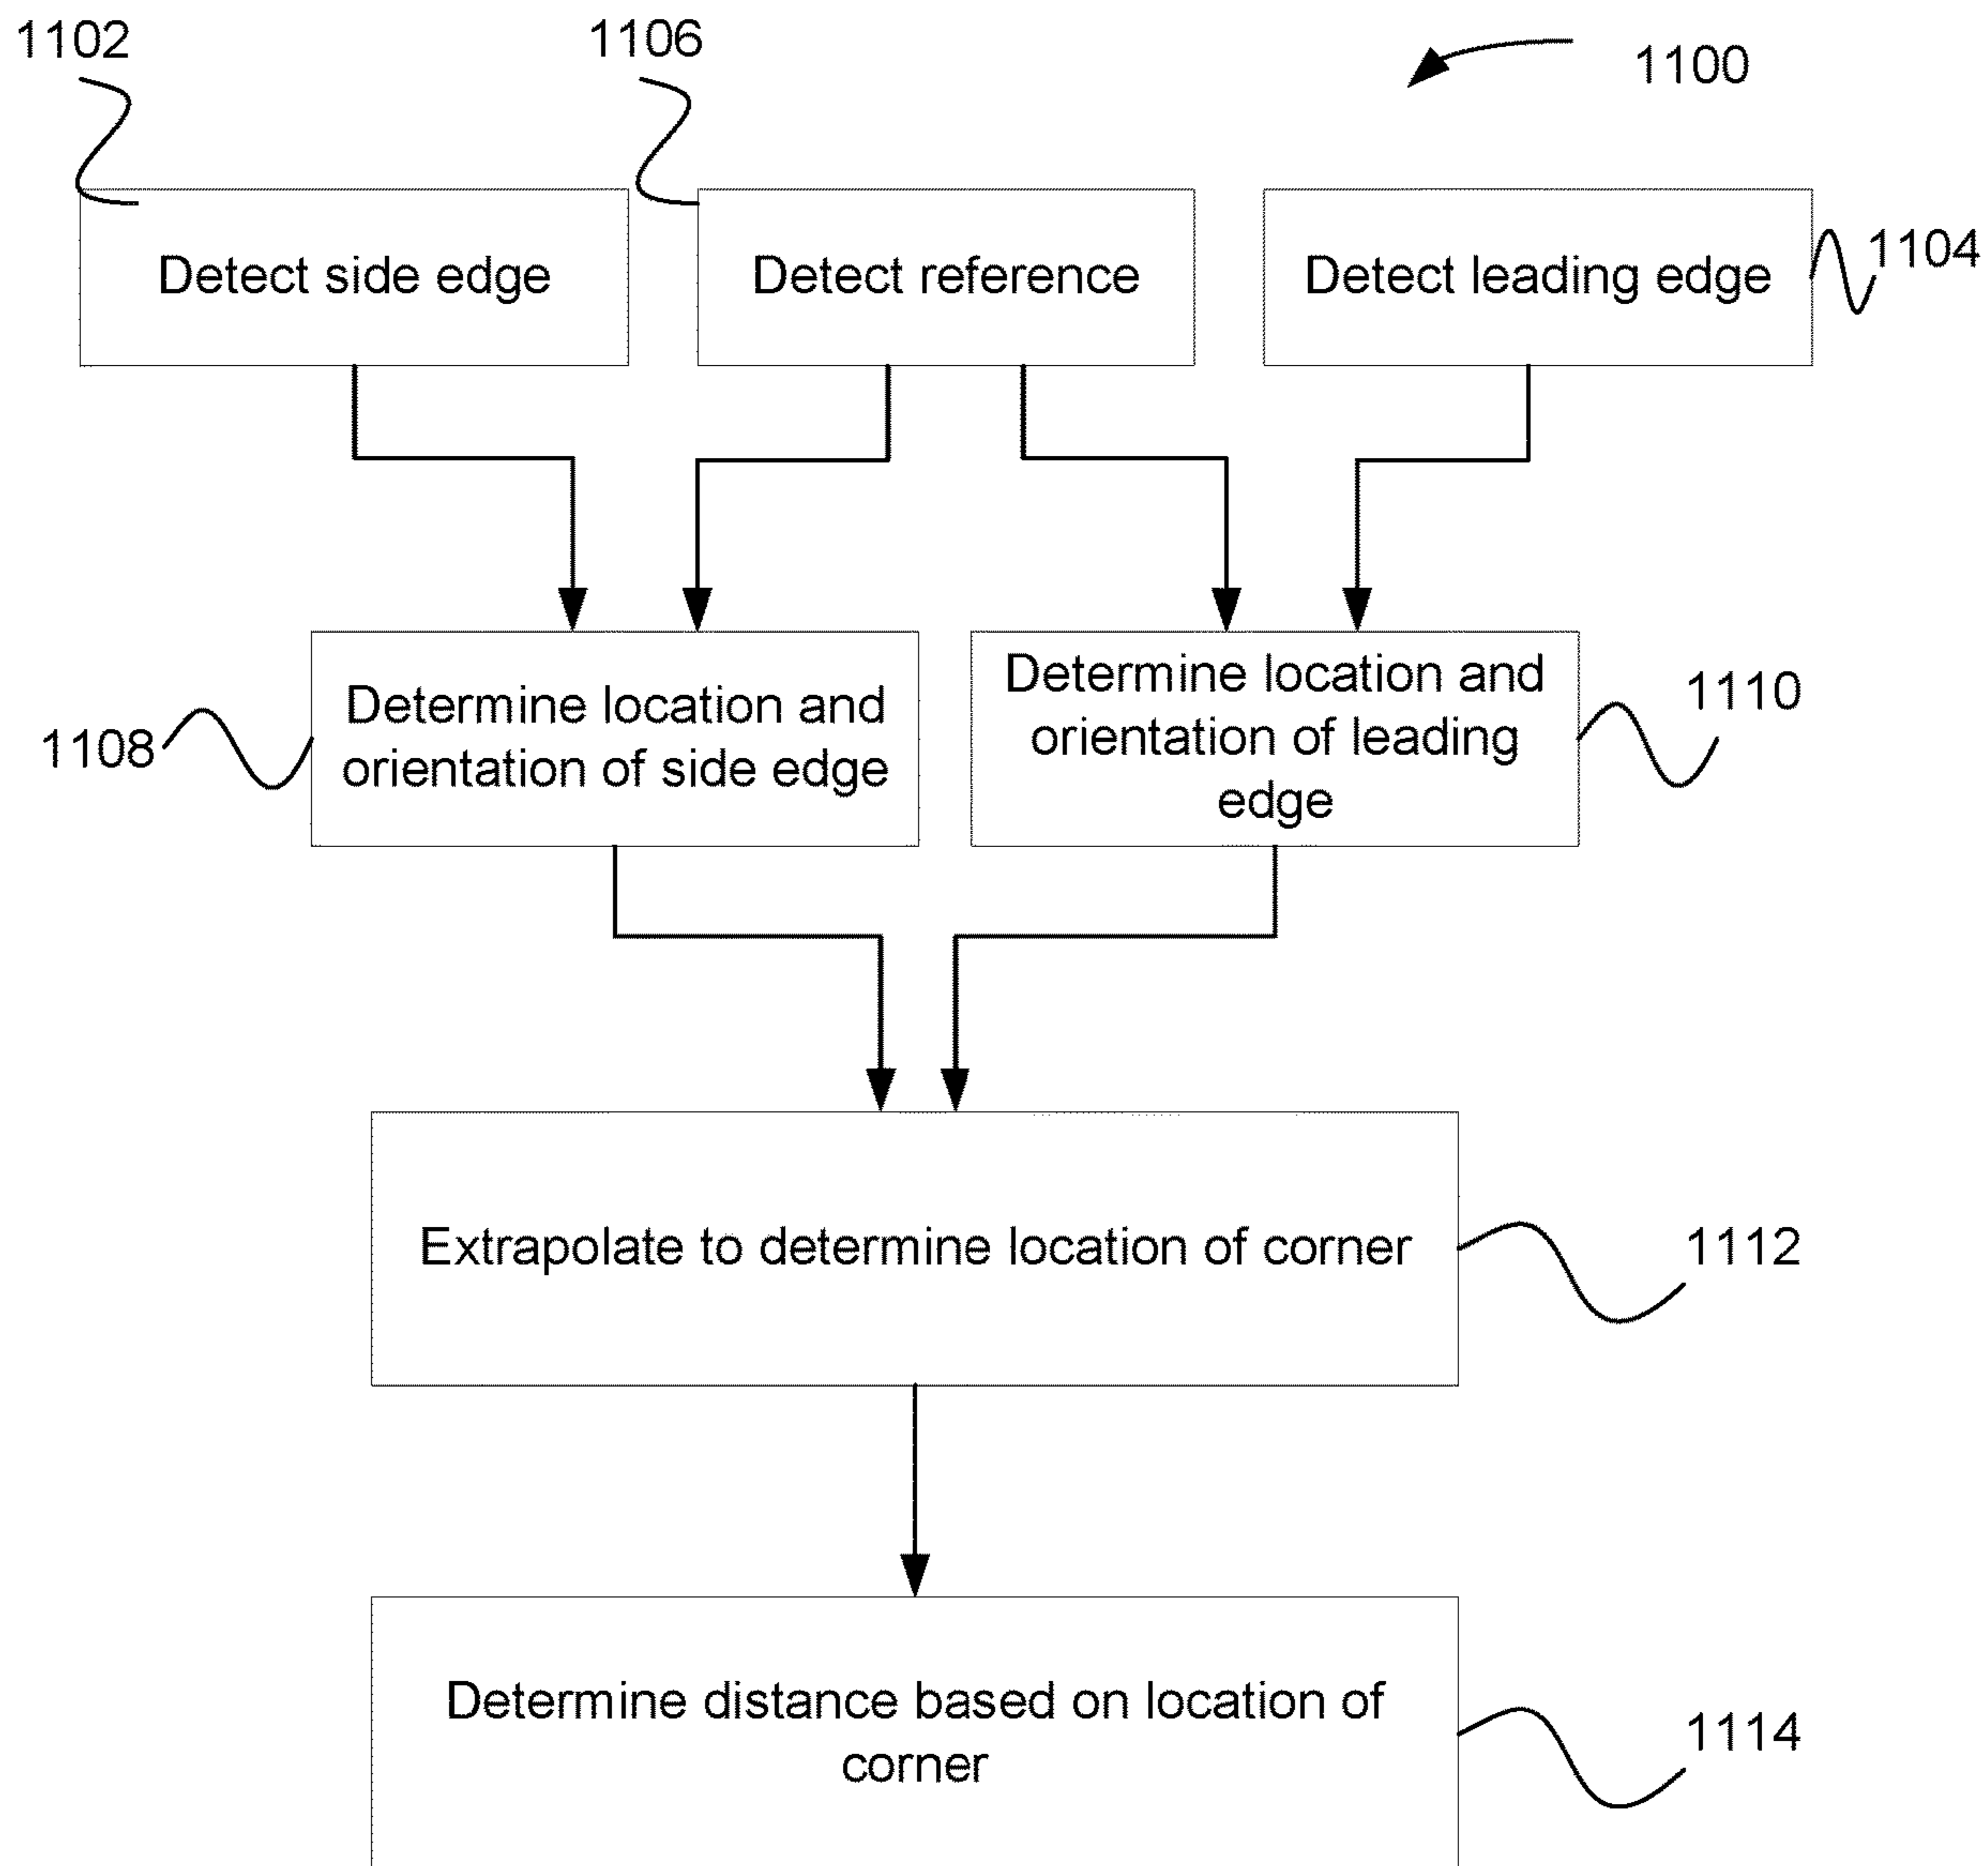 1102
1106
1100
Detect side edge
Detect reference
Detect leading edge
1104
Determine location and
orientation of side edge
1108
Determine location and
orientation of leading
edge
1110
Extrapolate to determine location of corner
1112
Determine distance based on location of
corner
1114